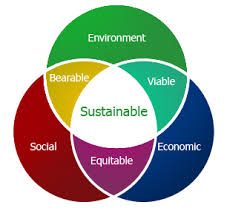 Environment
Bearable
Viable
Sustainable
Social
Equitable
Economic